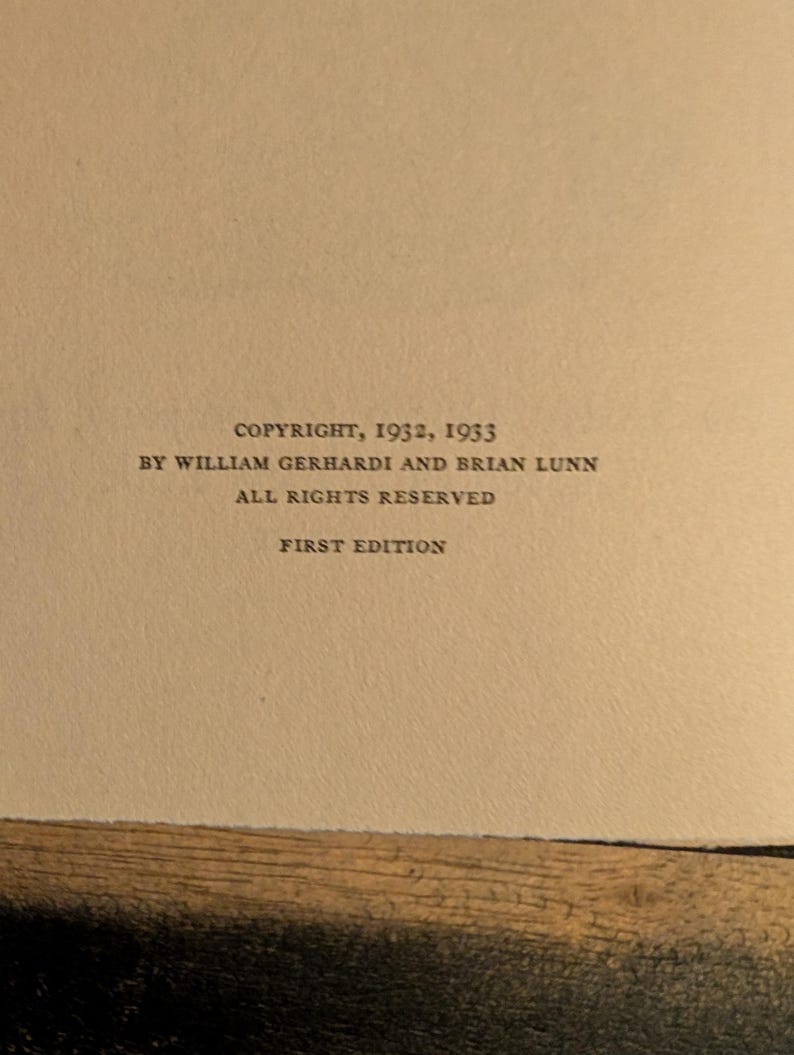 COPYRIGHT, 1932, 1933
BY WILLIAM GERHARDI AND BRIAN LUNN
ALL RIGHTS RESERVED
FIRST EDITION